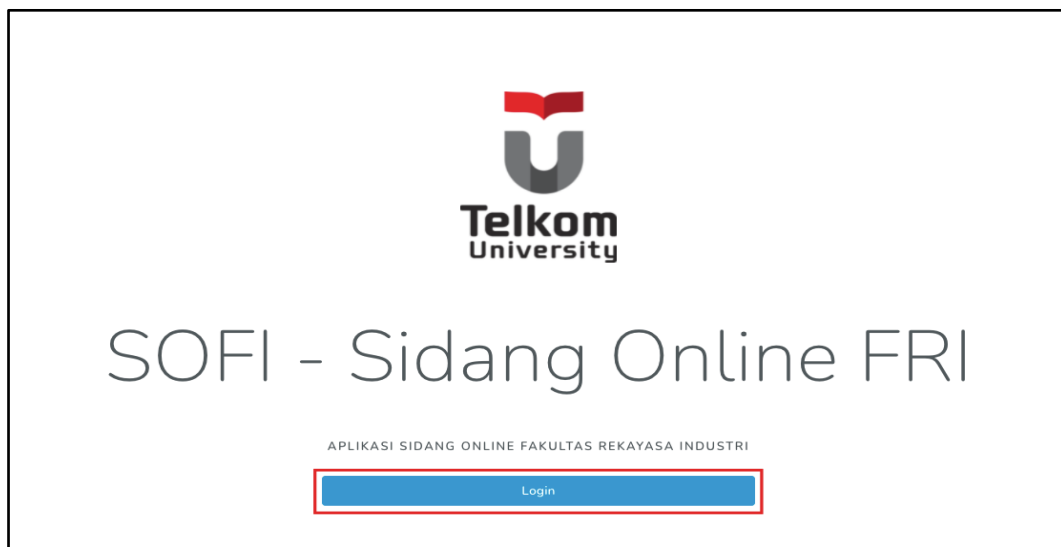 Telkom
University
SOFI - Sidang Online FRI
APLIKASI SIDANG ONLINE FAKULTAS REKAYASA INDUSTRI
Login